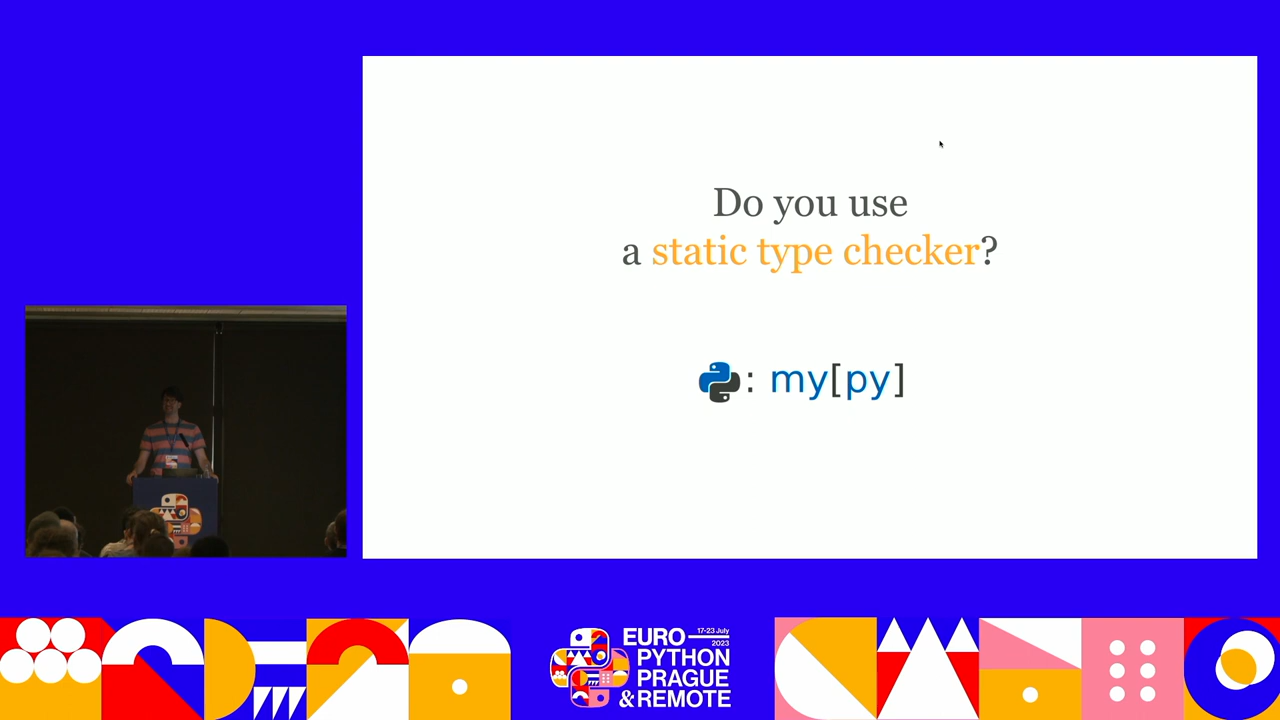 Do you use
a static type checker?
: my[py]
EURO
17-23 July
2023
PYTHON
PRAGUE
& REMOTE